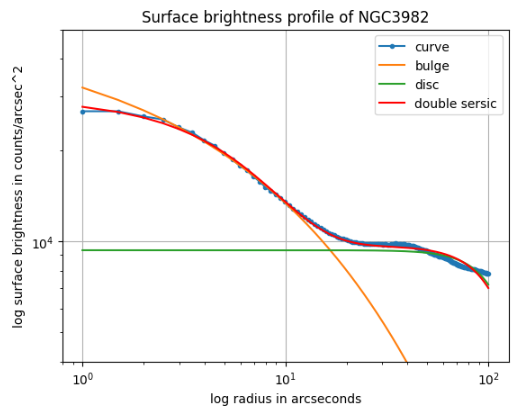 Surface brightness profile of NGC3982
log surface brightness in counts/arcsec^2
curve
bulge
disc
double sersic
10^4
10^0 10^1 10^2
log radius in arcseconds